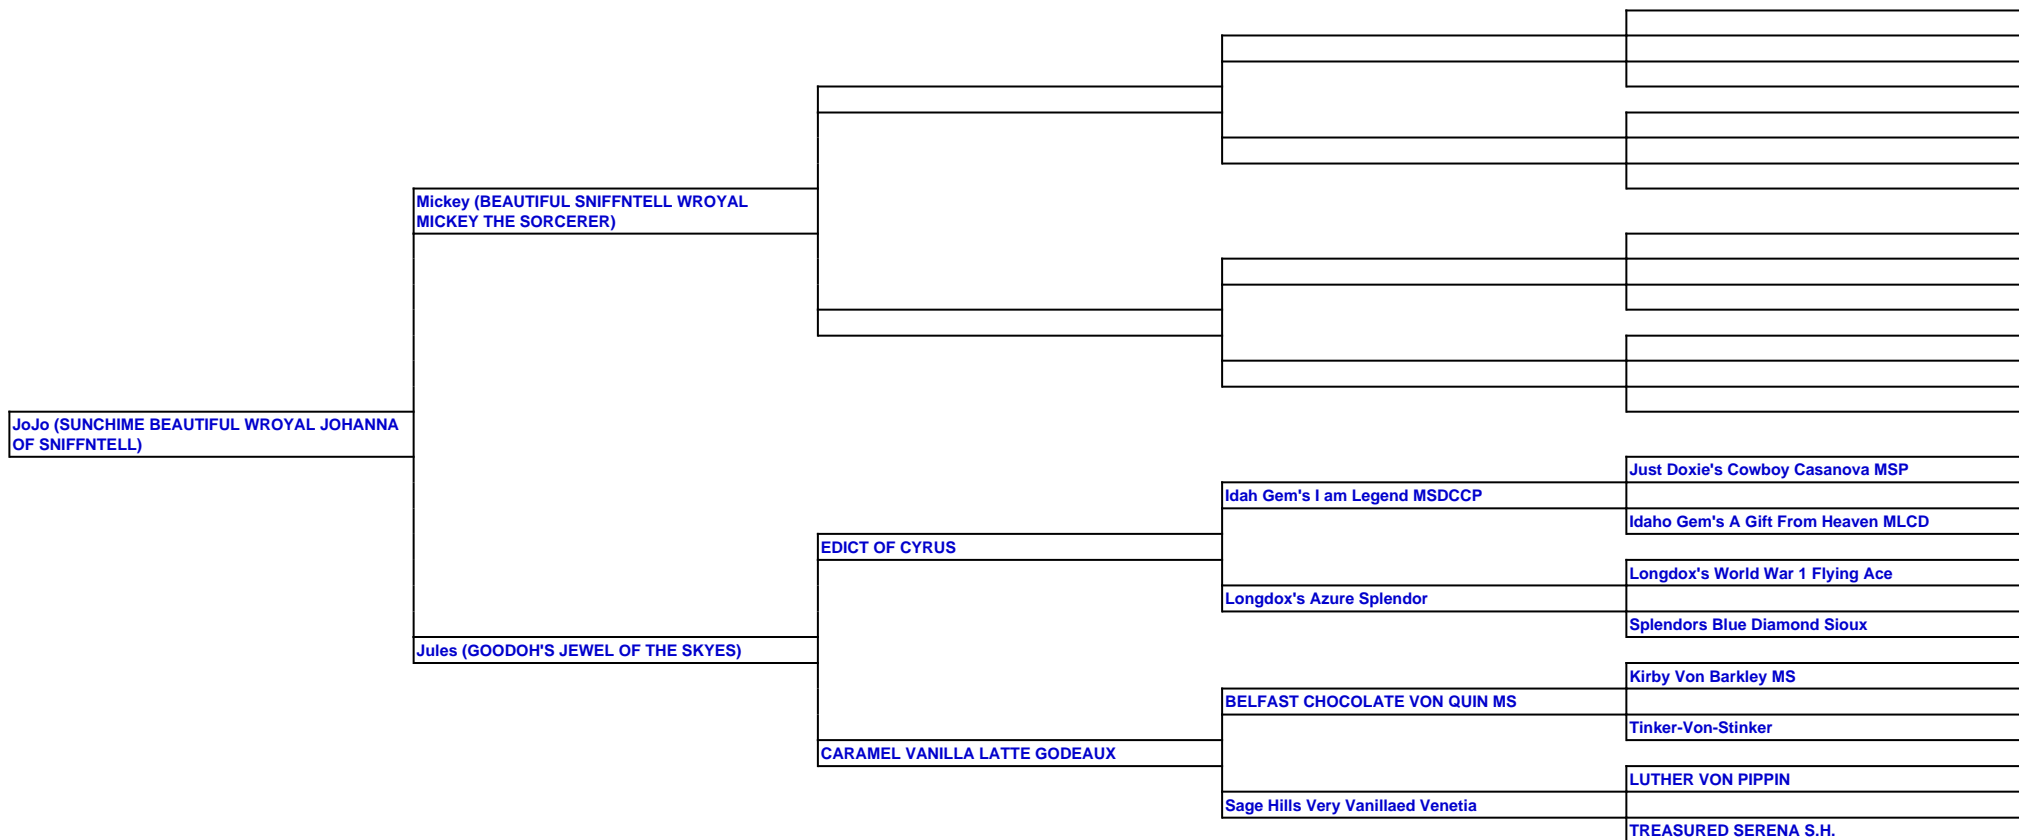 Mickey (BEAUTIFUL SNIFFNTELL WROYAL
MICKEY THE SORCERER)
JoJo (SUNCHIME BEAUTIFUL WROYAL JOHANNA
OF SNIFFNTELL)
Just Doxie's Cowboy Casanova MSP
Idah Gem's I am Legend MSDCCP
Idaho Gem's A Gift From Heaven MLCD
EDICT OF CYRUS
Longdox's World War 1 Flying Ace
Longdox's Azure Splendor
Splendors Blue Diamond Sioux
Jules (GOODOH'S JEWEL OF THE SKYES)
Kirby Von Barkley MS
BELFAST CHOCOLATE VON QUIN MS
Tinker-Von-Stinker
CARAMEL VANILLA LATTE GODEAUX
LUTHER VON PIPPIN
Sage Hills Very Vanillaed Venetia
TREASURED SERENA S.H.